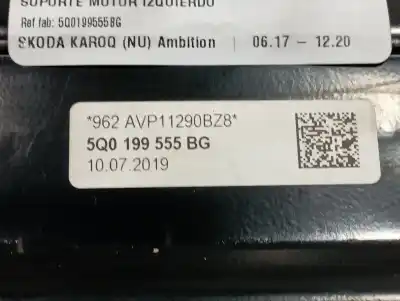 SUPORTE MOTOR IZQUIERDO
Ref fab: 5Q0199555BG
SKODA KAROQ (NU) Ambition | 06.17 - 12.20
*962 AVP11290BZ8*
5Q0 199 555 BG
10.07.2019